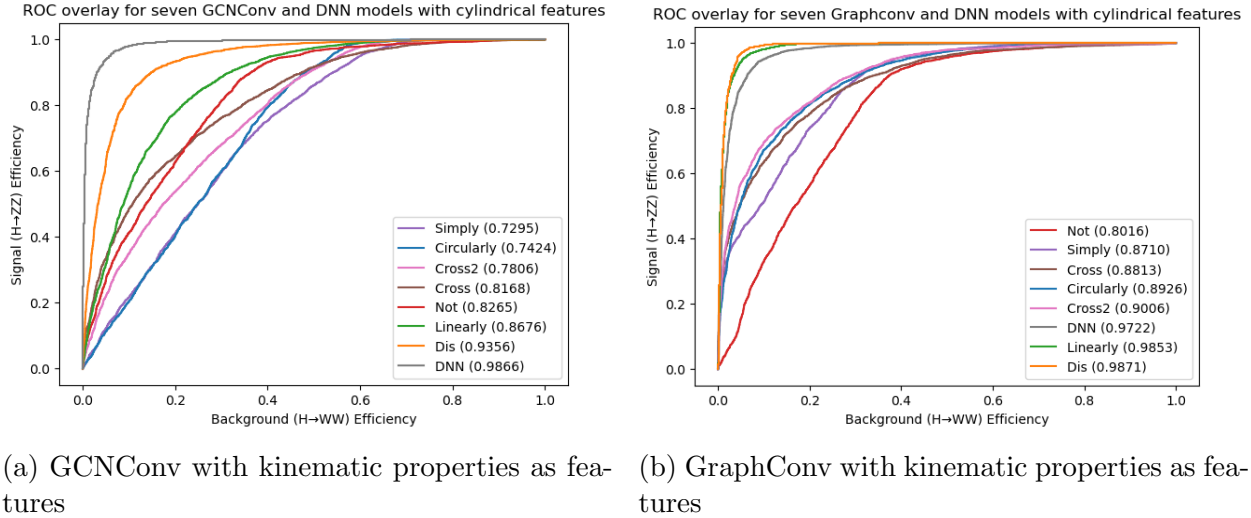 ROC overlay for seven GCNConv and DNN models with cylindrical features
1.0
0.8
0.6
0.4
0.2
0.0
Signal (H→ZZ) Efficiency
Simply (0.7295)
Circularly (0.7424)
Cross2 (0.7806)
Cross (0.8168)
Not (0.8265)
Linearly (0.8676)
Dis (0.9356)
DNN (0.9866)
0.0 0.2 0.4 0.6 0.8 1.0
Background (H→WW) Efficiency
(a) GCNConv with kinematic properties as fea-
tures
ROC overlay for seven Graphconv and DNN models with cylindrical features
1.0
0.8
0.6
0.4
0.2
0.0
Signal (H→ZZ) Efficiency
Not (0.8016)
Simply (0.8710)
Cross (0.8813)
Circularly (0.8926)
Cross2 (0.9006)
DNN (0.9722)
Linearly (0.9853)
Dis (0.9871)
0.0 0.2 0.4 0.6 0.8 1.0
Background (H→WW) Efficiency
(b) GraphConv with kinematic properties as fea-
tures